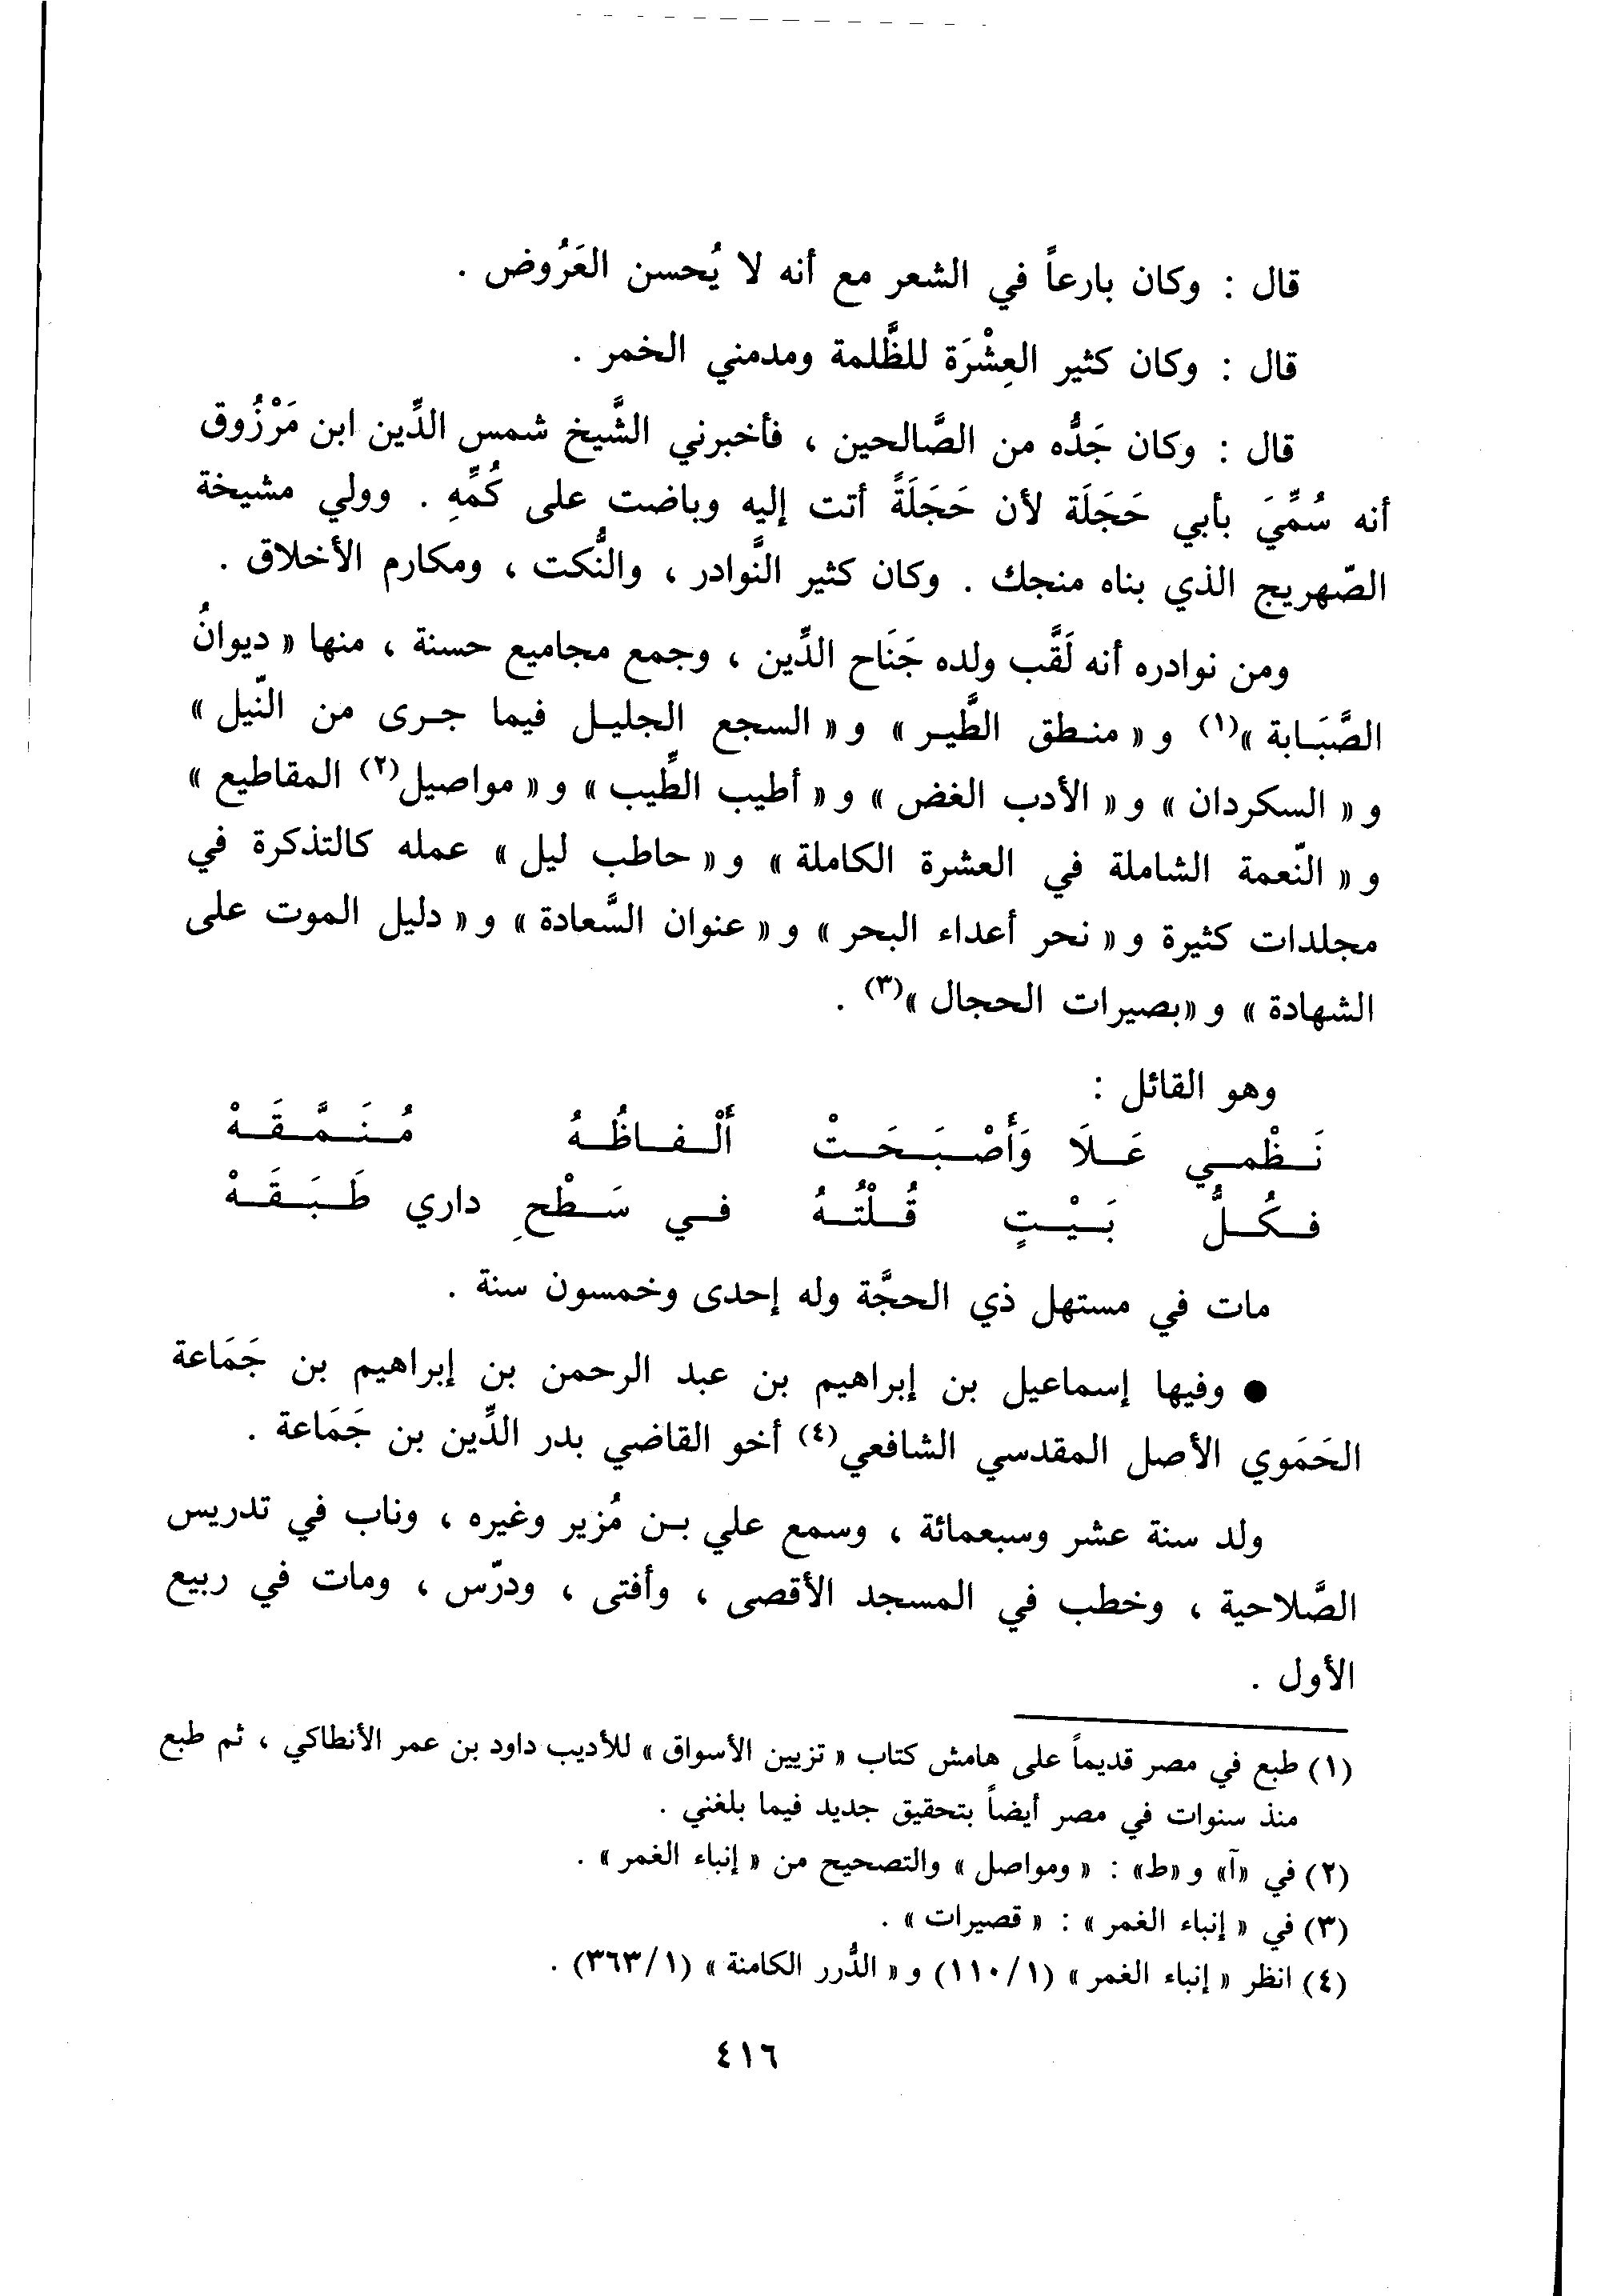 قال : وكان بارعاً في الشعر مع أنه لا يُحسن العَرُوض .
قال : وكان كثير العِشْرَة للظَّلمة ومدمني الخمر .
قال : وكان جَدُّه من الصَّالحين ، فأخبرني الشَّيخ شمس الدِّين ابن مَرْزُوق
أنه سُمِّيَ بأبي حَجَلَة لأن حَجَلَةً أتت إليه وباضت على كُمِّهِ . وولي مشيخة
الصّهريج الذي بناه منجك . وكان كثير النَّوادر ، والنُّكت ، ومكارم الأخلاق .
ومن نوادره أنه لَقَّب ولده جَنَاح الدِّين ، وجمع مجاميع حسنة ، منها « ديوانُ
الصَّبَابة »(١) و « منطق الطَّير » و « السجع الجليل فيما جرى من النّيل »
و « السكردان » و « الأدب الغض » و « أطيب الطِّيب » و « مواصيل(٢) المقاطيع »
و « النّعمة الشاملة في العشرة الكاملة » و « حاطب ليل » عمله كالتذكرة في
مجلدات كثيرة و « نحر أعداء البحر » و « عنوان السَّعادة » و « دليل الموت على
الشهادة » و «بصيرات الحجال »(٣) .
وهو القائل :
نَظْمي عَلَا وَأَصْبَحَتْ أَلْفاظُهُ مُنَمَّقَهْ
فكُلُّ بَيْتٍ قُلْتُهُ في سَطْحِ داري طَبَقَهْ
مات في مستهل ذي الحجَّة وله إحدى وخمسون سنة .
● وفيها إسماعيل بن إبراهيم بن عبد الرحمن بن إبراهيم بن جَمَاعة
الحَمَوي الأصل المقدسي الشافعي(٤) أخو القاضي بدر الدِّين بن جَمَاعة .
ولد سنة عشر وسبعمائة ، وسمع علي بن مُزير وغيره ، وناب في تدريس
الصَّلاحية ، وخطب في المسجد الأقصى ، وأفتى ، ودرّس ، ومات في ربيع
الأول .
(١) طبع في مصر قديماً على هامش كتاب « تزيين الأسواق » للأديب داود بن عمر الأنطاكي ، ثم طبع
منذ سنوات في مصر أيضاً بتحقيق جديد فيما بلغني .
(٢) في «آ» و «ط» : « ومواصل » والتصحيح من « إنباء الغمر » .
(٣) في « إنباء الغمر » : « قصيرات » .
(٤) انظر « إنباء الغمر » (١/١١٠) و « الدُّرر الكامنة » (١/٣٦٣) .
٤١٦